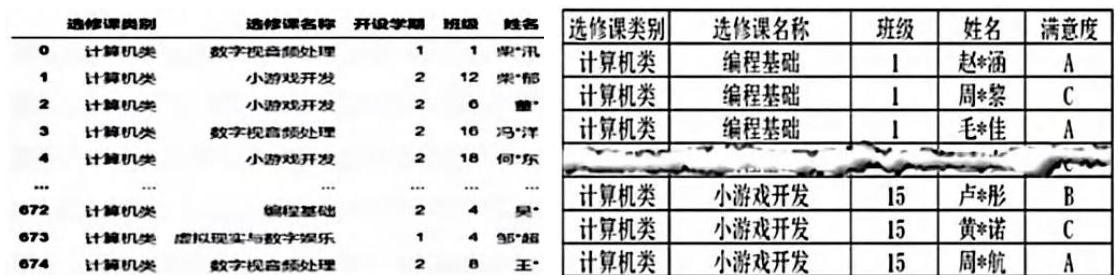 选修课类别 选修课名称 开设学期 班级 姓名
0 计算机类 数字视音频处理 1 1 柴*汛
1 计算机类 小游戏开发 2 12 柴*郁
2 计算机类 小游戏开发 2 6 董*
3 计算机类 数字视音频处理 2 16 冯*洋
4 计算机类 小游戏开发 2 18 何*东
... ... ... ... ... ...
672 计算机类 编程基础 2 4 吴*
673 计算机类 虚拟现实与数字娱乐 1 4 邹*超
674 计算机类 数字视音频处理 2 8 王*
选修课类别 选修课名称 班级 姓名 满意度
计算机类 编程基础 1 赵*涵 A
计算机类 编程基础 1 周*黎 C
计算机类 编程基础 1 毛*佳 A
计算机类 小游戏开发 15 卢*彤 B
计算机类 小游戏开发 15 黄*诺 C
计算机类 小游戏开发 15 周*航 A